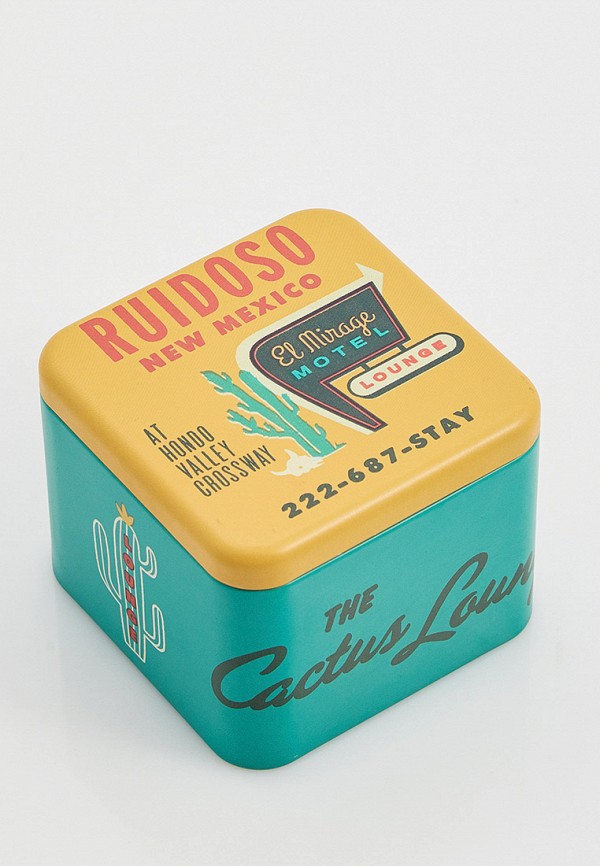 RUIDOSO
NEW MEXICO
El Mirage
MOTEL
LOUNGE
AT
HONDO
VALLEY
CROSSWAY
222-687-STAY
THE
Cactus Loun